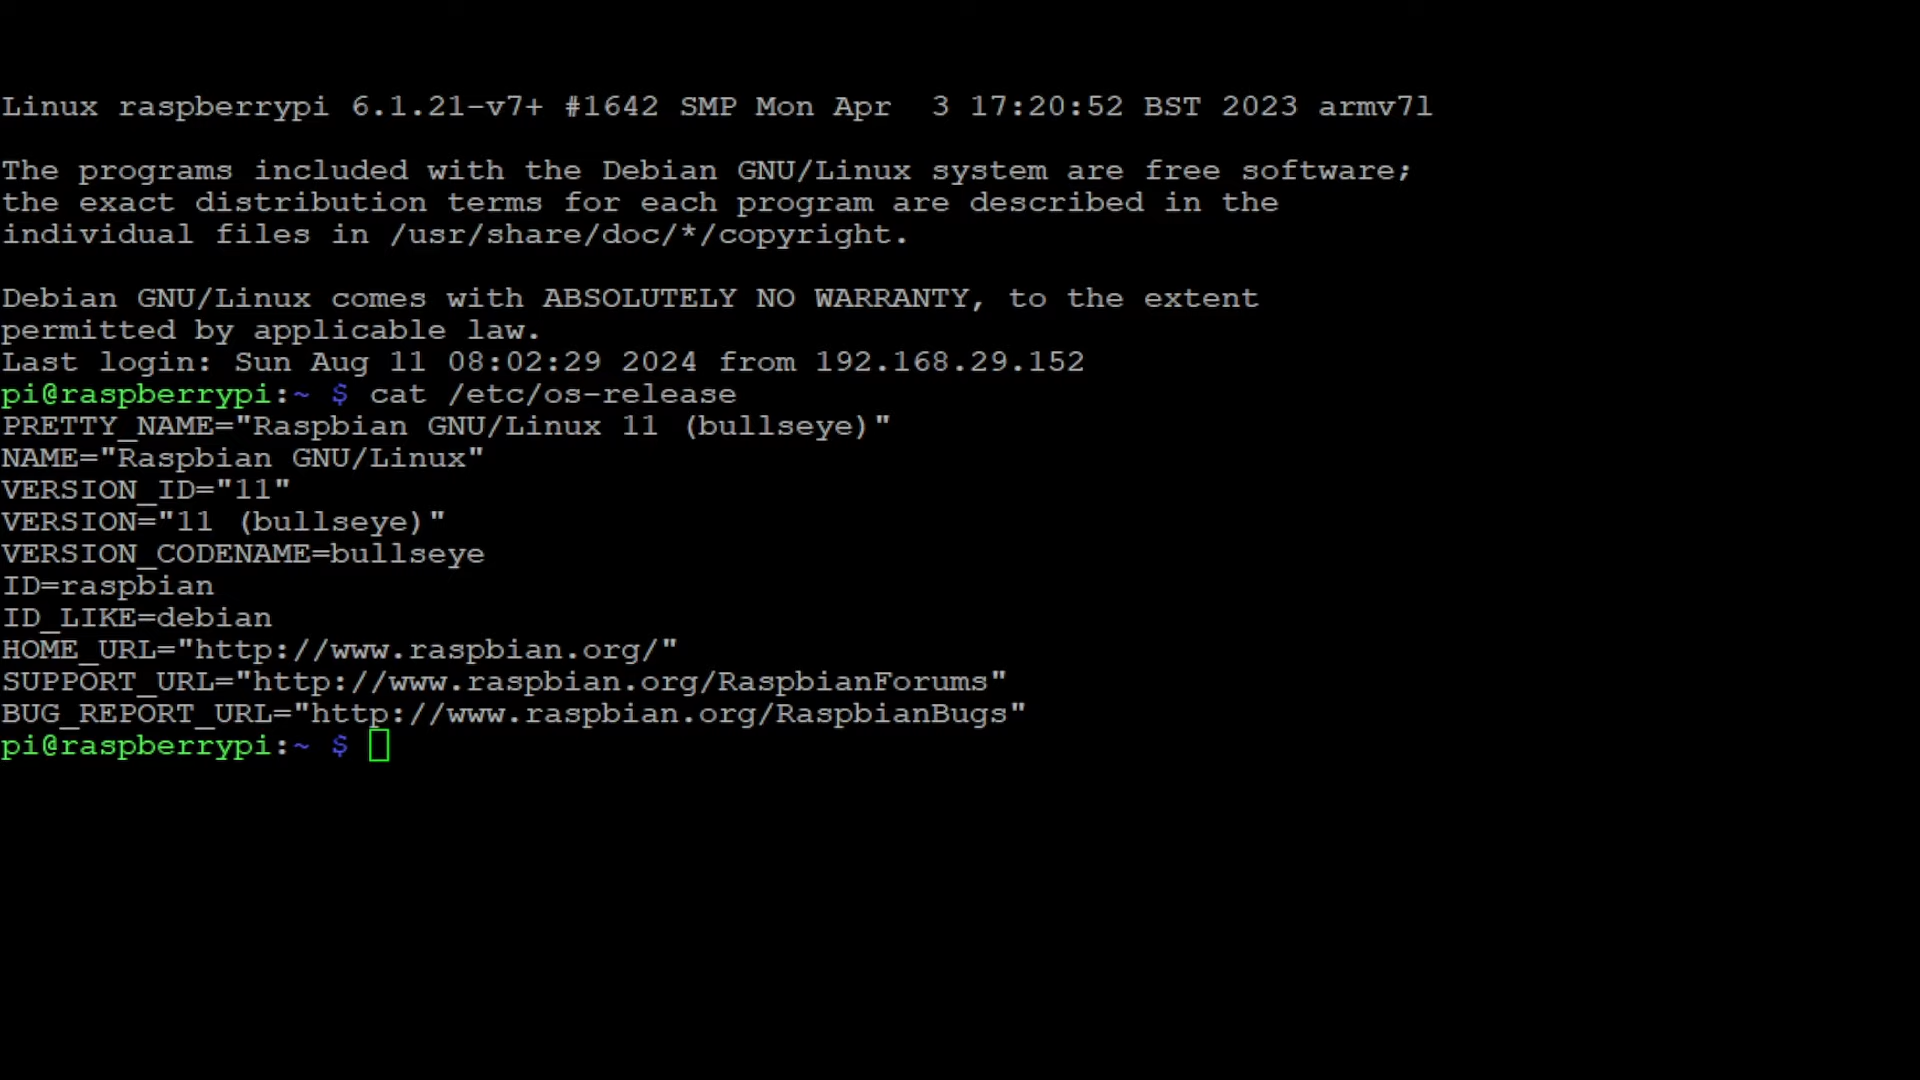 Linux raspberrypi 6.1.21-v7+ #1642 SMP Mon Apr  3 17:20:52 BST 2023 armv7l
The programs included with the Debian GNU/Linux system are free software;
the exact distribution terms for each program are described in the
individual files in /usr/share/doc/*/copyright.
Debian GNU/Linux comes with ABSOLUTELY NO WARRANTY, to the extent
permitted by applicable law.
Last login: Sun Aug 11 08:02:29 2024 from 192.168.29.152
pi@raspberrypi:~ $ cat /etc/os-release
PRETTY_NAME="Raspbian GNU/Linux 11 (bullseye)"
NAME="Raspbian GNU/Linux"
VERSION_ID="11"
VERSION="11 (bullseye)"
VERSION_CODENAME=bullseye
ID=raspbian
ID_LIKE=debian
HOME_URL="http://www.raspbian.org/"
SUPPORT_URL="http://www.raspbian.org/RaspbianForums"
BUG_REPORT_URL="http://www.raspbian.org/RaspbianBugs"
pi@raspberrypi:~ $